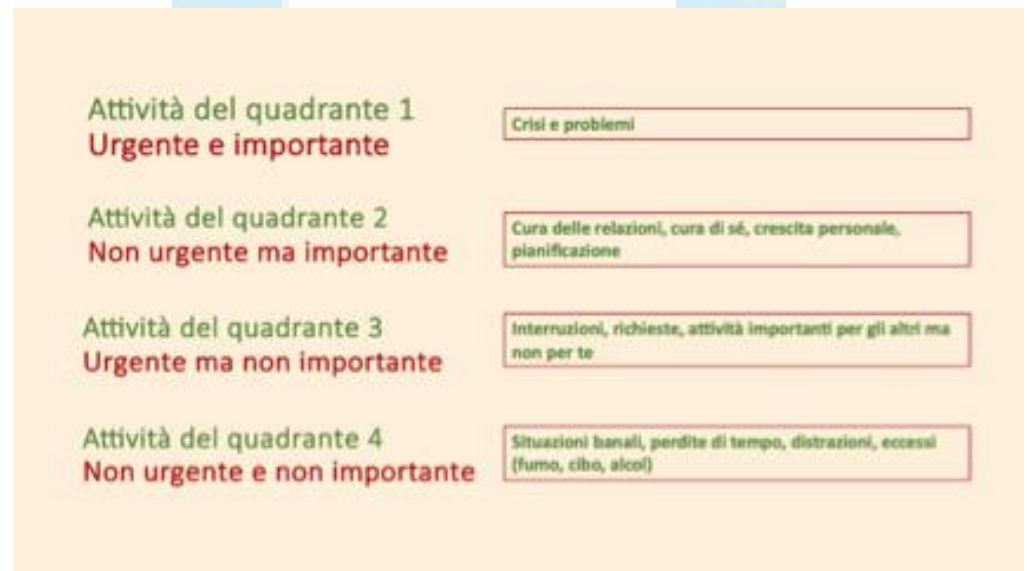 Attività del quadrante 1
Urgente e importante
Crisi e problemi
Attività del quadrante 2
Non urgente ma importante
Cura delle relazioni, cura di sé, crescita personale,
pianificazione
Attività del quadrante 3
Urgente ma non importante
Interruzioni, richieste, attività importanti per gli altri ma
non per te
Attività del quadrante 4
Non urgente e non importante
Situazioni banali, perdite di tempo, distrazioni, eccessi
(fumo, cibo, alcol)